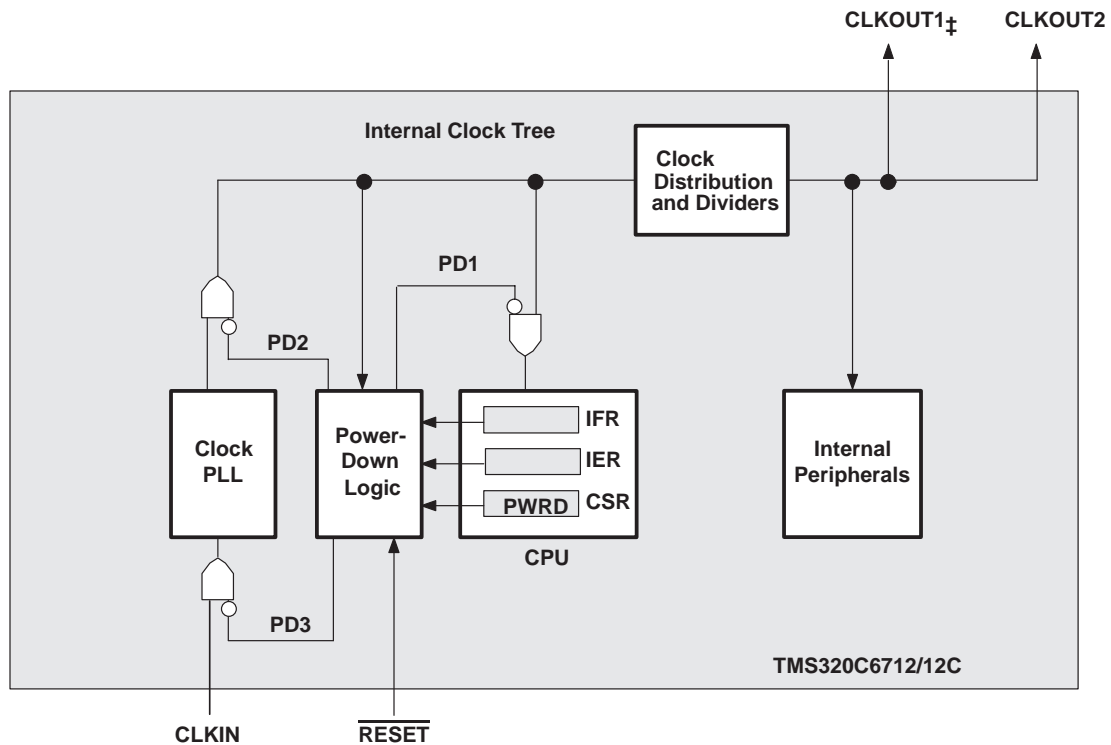 CLKOUT1‡ CLKOUT2
Internal Clock Tree
Clock
Distribution
and Dividers
PD1
PD2
Clock
PLL
Power-
Down
Logic
IFR
IER
PWRD CSR
CPU
Internal
Peripherals
PD3
TMS320C6712/12C
CLKIN
RESET